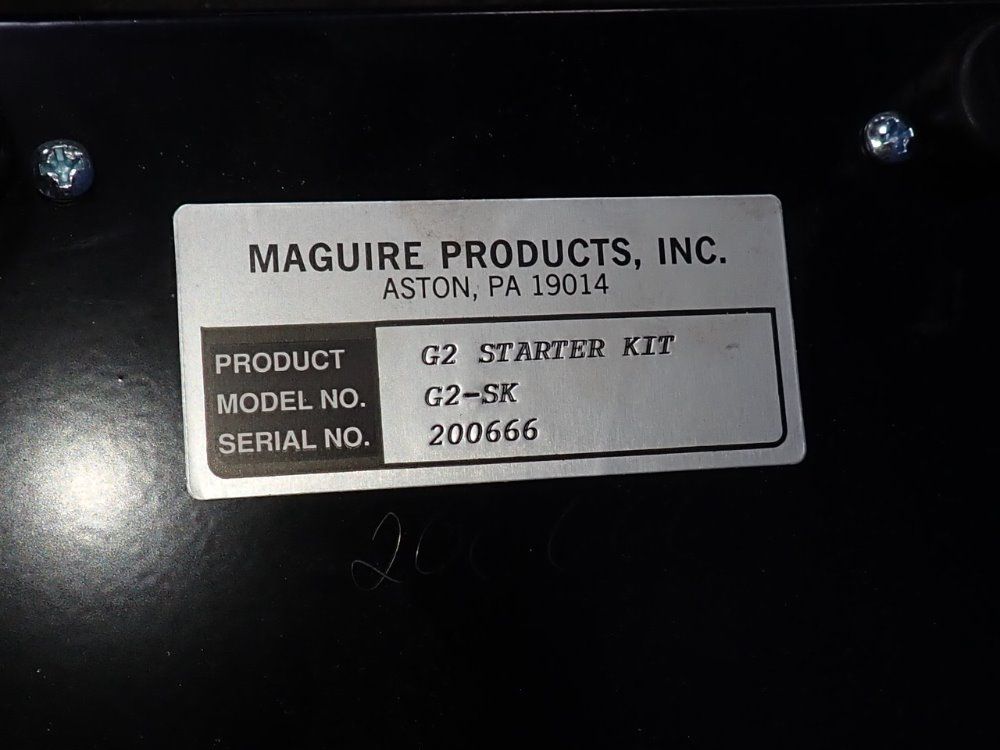 MAGUIRE PRODUCTS, INC.
ASTON, PA 19014
PRODUCT G2 STARTER KIT
MODEL NO. G2-SK
SERIAL NO. 200666